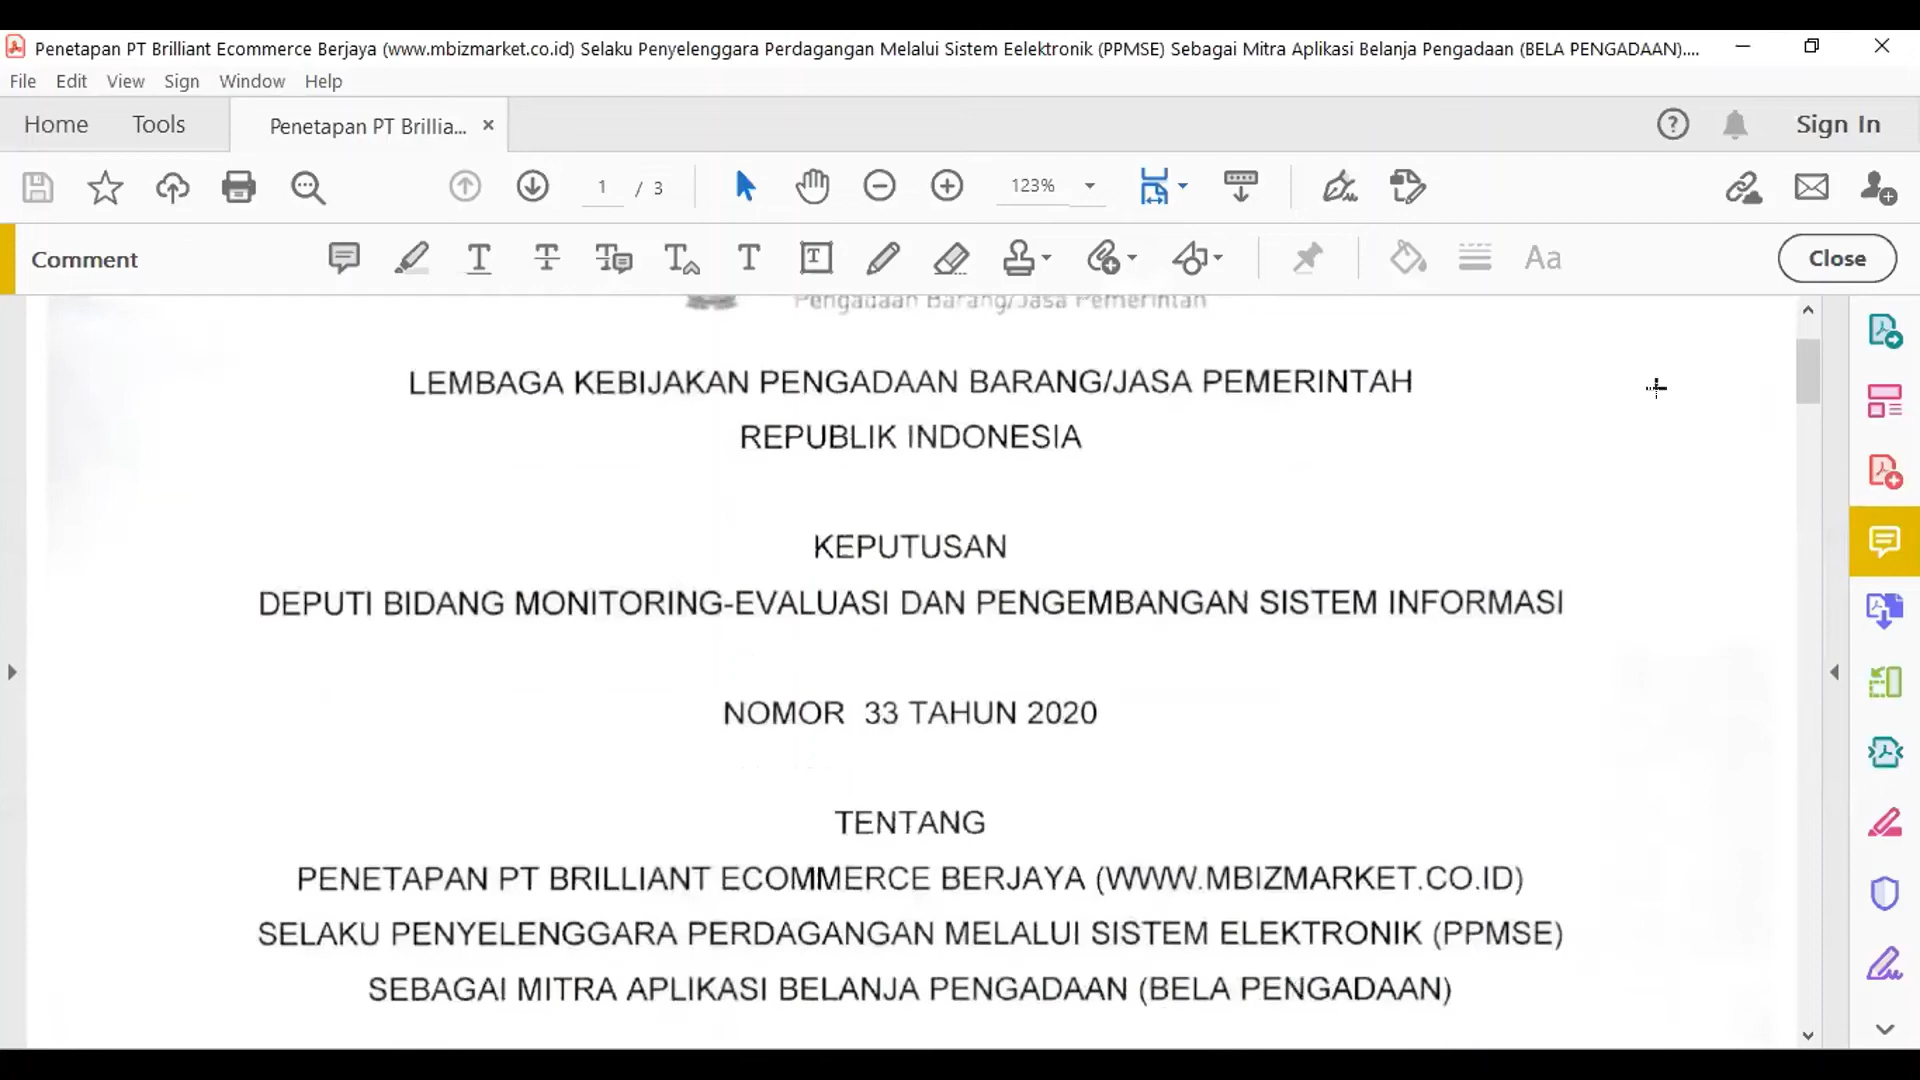 Penetapan PT Brilliant Ecommerce Berjaya (www.mbizmarket.co.id) Selaku Penyelenggara Perdagangan Melalui Sistem Eelektronik (PPMSE) Sebagai Mitra Aplikasi Belanja Pengadaan (BELA PENGADAAN)....
File Edit View Sign Window Help
Home Tools Penetapan PT Brillia... Sign In
1 / 3 123%
Comment Close
Pengadaan Barang/Jasa Pemerintah
LEMBAGA KEBIJAKAN PENGADAAN BARANG/JASA PEMERINTAH
REPUBLIK INDONESIA
KEPUTUSAN
DEPUTI BIDANG MONITORING-EVALUASI DAN PENGEMBANGAN SISTEM INFORMASI
NOMOR 33 TAHUN 2020
TENTANG
PENETAPAN PT BRILLIANT ECOMMERCE BERJAYA (WWW.MBIZMARKET.CO.ID)
SELAKU PENYELENGGARA PERDAGANGAN MELALUI SISTEM ELEKTRONIK (PPMSE)
SEBAGAI MITRA APLIKASI BELANJA PENGADAAN (BELA PENGADAAN)